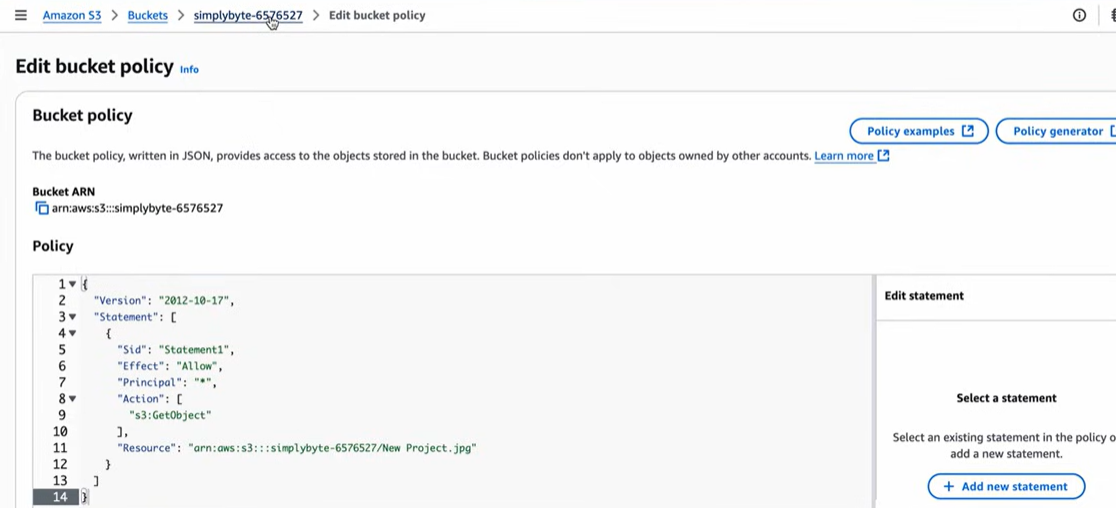 Amazon S3 > Buckets > simplybyte-6576527 > Edit bucket policy
Edit bucket policy Info
Bucket policy
Policy examples
Policy generator
The bucket policy, written in JSON, provides access to the objects stored in the bucket. Bucket policies don't apply to objects owned by other accounts. Learn more
Bucket ARN
arn:aws:s3:::simplybyte-6576527
Policy
1 {
2 "Version": "2012-10-17",
3 "Statement": [
4 {
5 "Sid": "Statement1",
6 "Effect": "Allow",
7 "Principal": "*",
8 "Action": [
9 "s3:GetObject"
10 ],
11 "Resource": "arn:aws:s3:::simplybyte-6576527/New Project.jpg"
12 }
13 ]
14 }
Edit statement
Select a statement
Select an existing statement in the policy o
add a new statement.
+ Add new statement